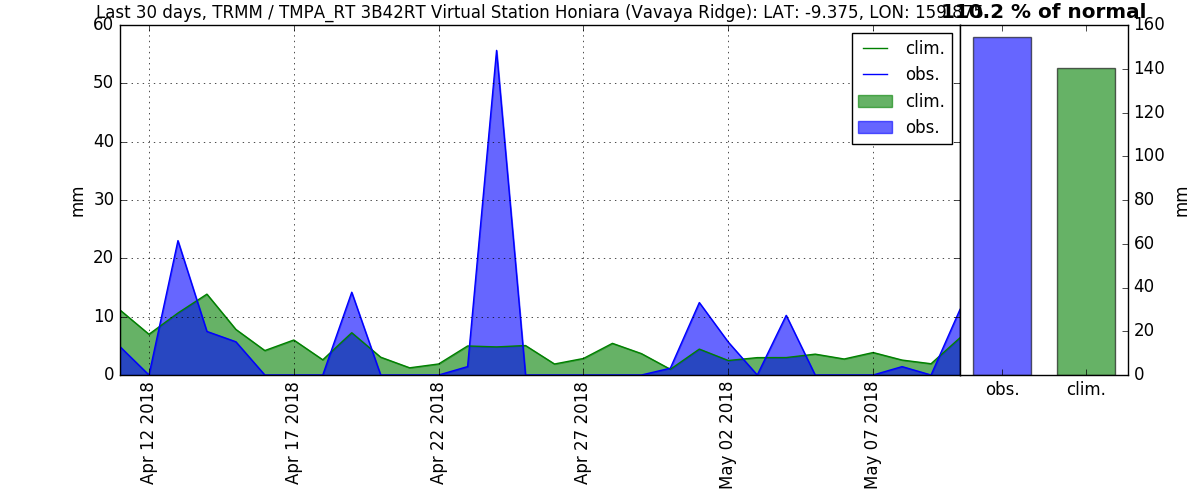 Last 30 days, TRMM / TMPA_RT 3B42RT Virtual Station Honiara (Vavaya Ridge): LAT: -9.375, LON: 159.875
110.2 % of normal
60
50
40
30
20
10
0
mm
clim.
obs.
clim.
obs.
Apr 12 2018
Apr 17 2018
Apr 22 2018
Apr 27 2018
May 02 2018
May 07 2018
160
140
120
100
80
60
40
20
0
mm
obs.
clim.